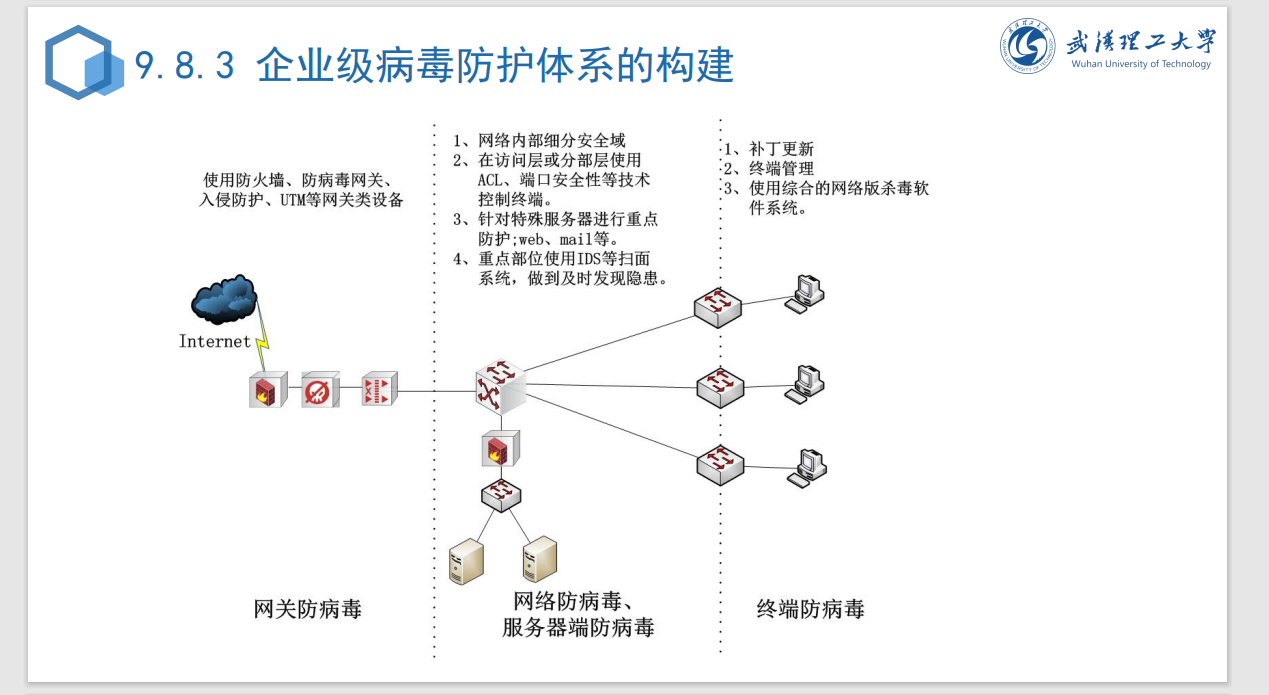 9.8.3 企业级病毒防护体系的构建
武汉理工大学
Wuhan University of Technology
使用防火墙、防病毒网关、
入侵防护、UTM等网关类设备
1、网络内部细分安全域
2、在访问层或分部层使用
ACL、端口安全性等技术
控制终端。
3、针对特殊服务器进行重点
防护;web、mail等。
4、重点部位使用IDS等扫面
系统，做到及时发现隐患。
1、补丁更新
2、终端管理
3、使用综合的网络版杀毒软
件系统。
Internet
网关防病毒
网络防病毒、
服务器端防病毒
终端防病毒